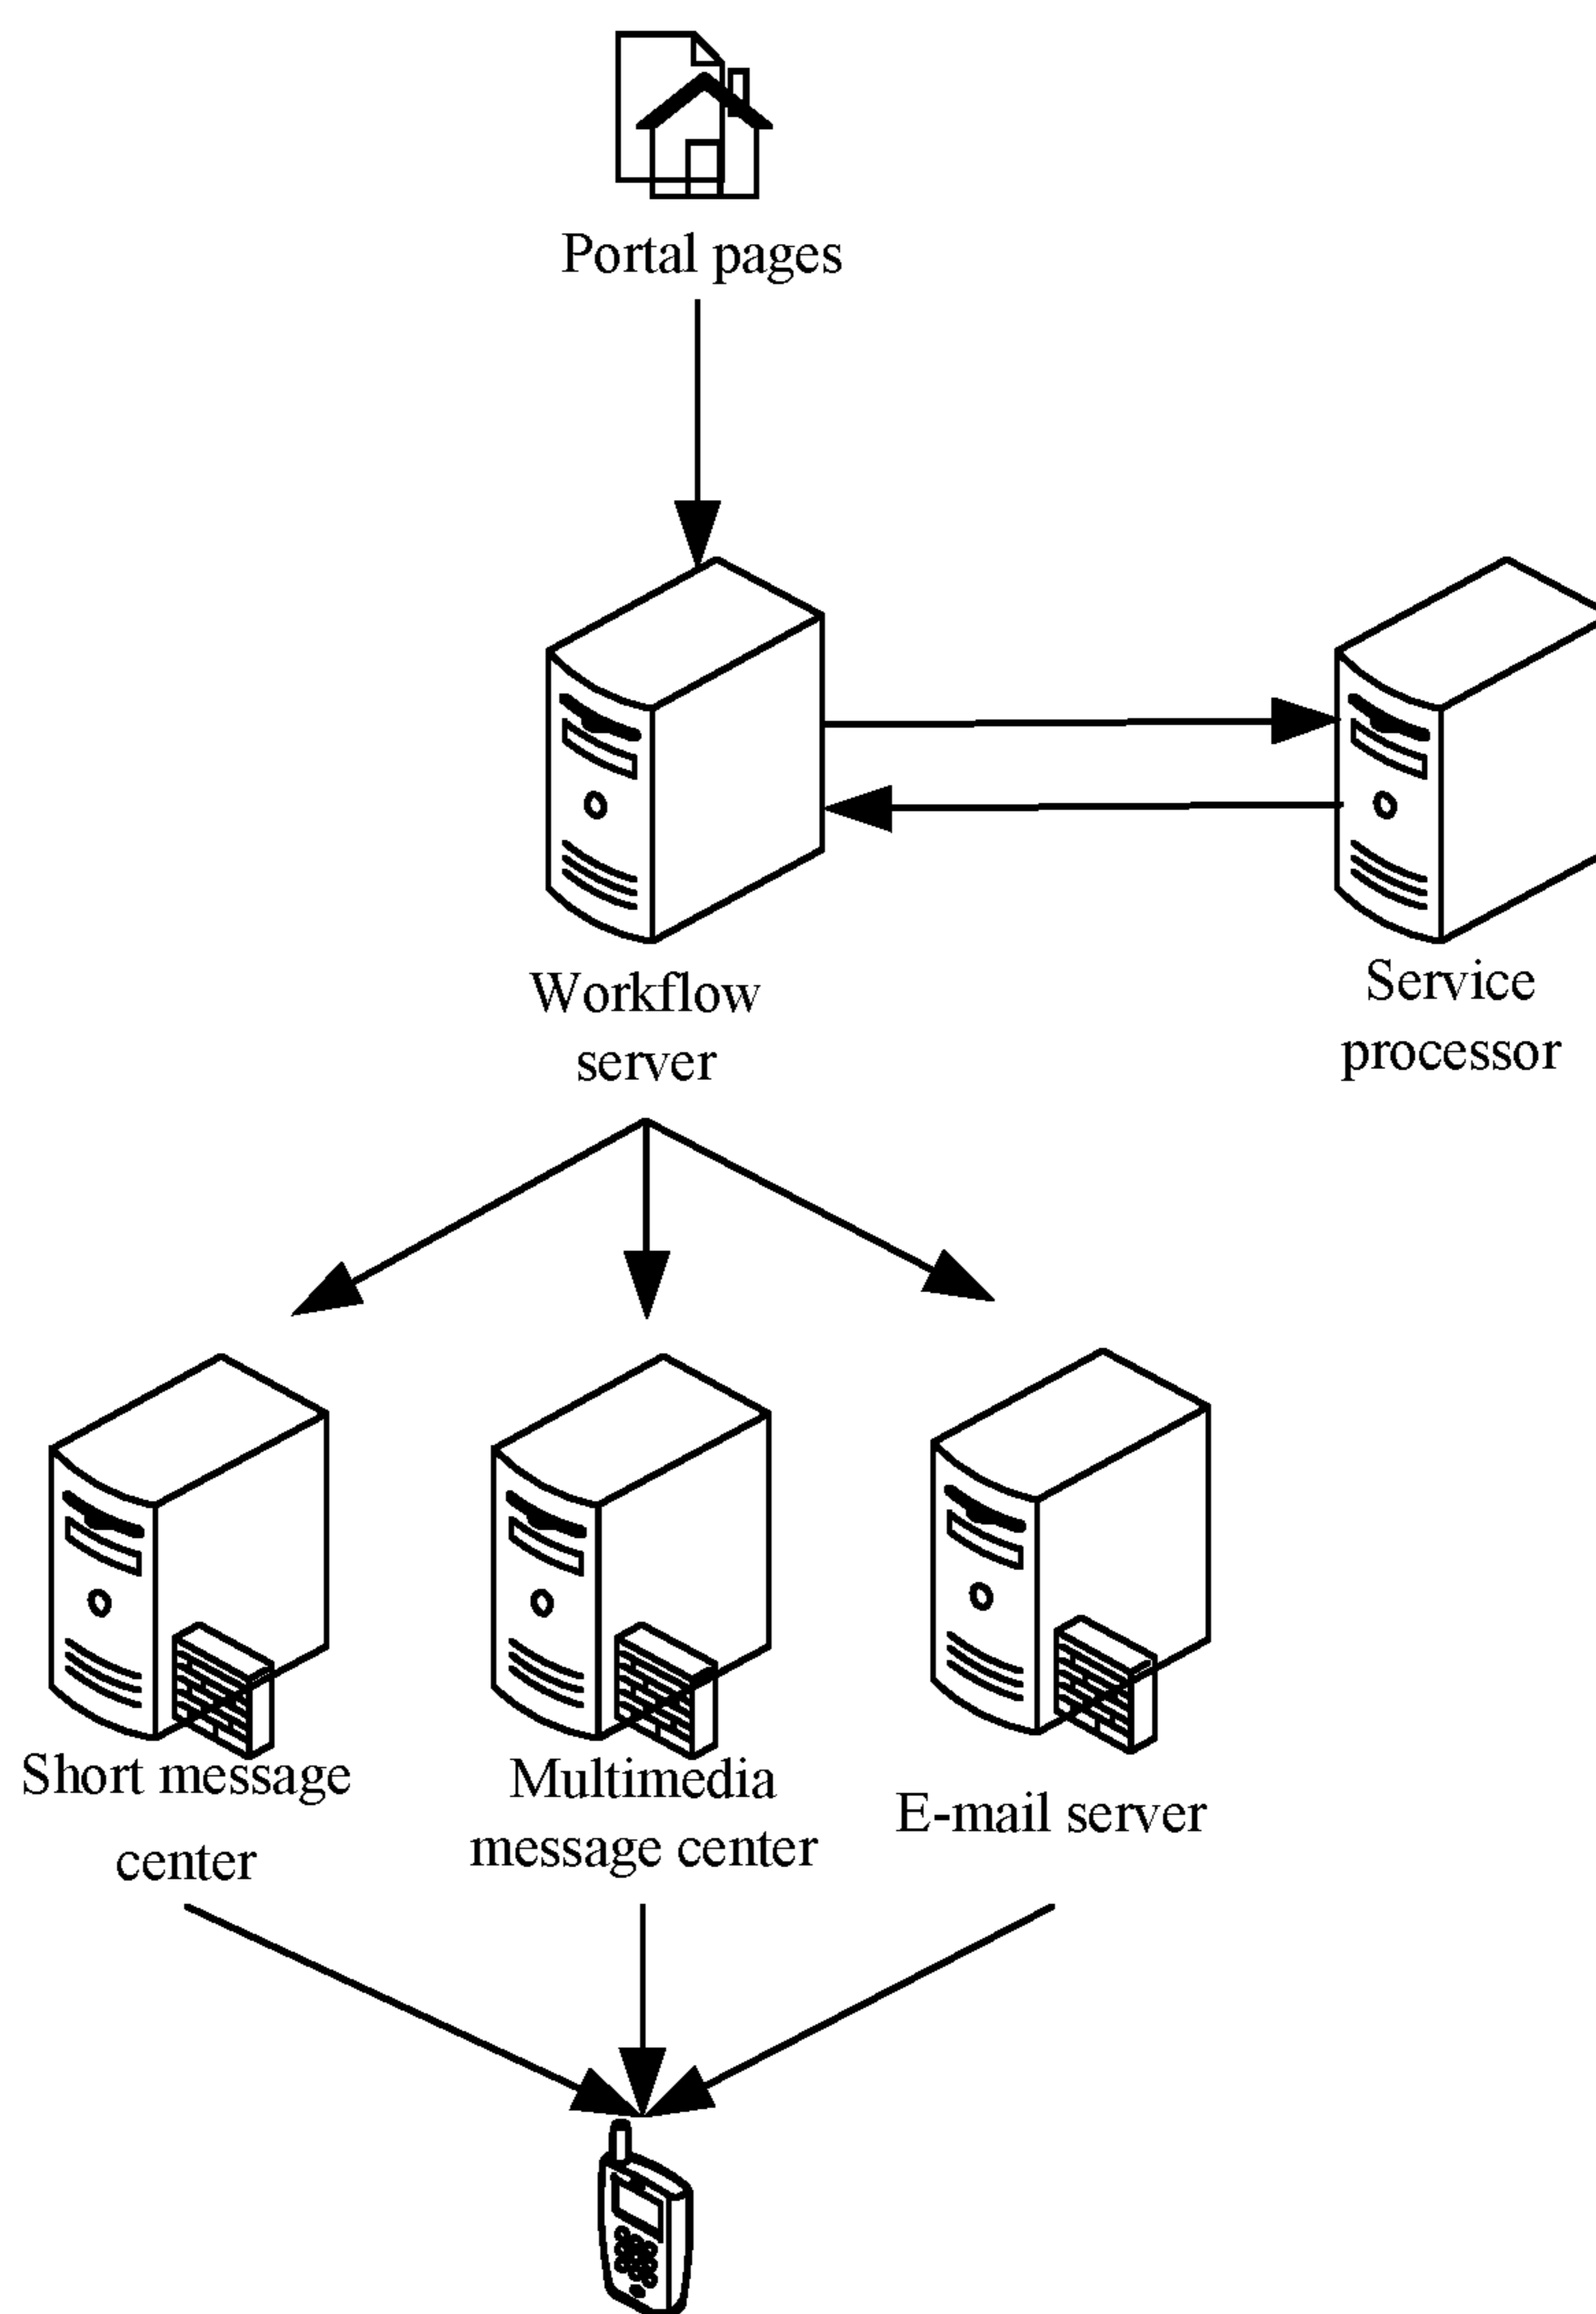 Portal pages
Workflow
server
Service
processor
Short message
center
Multimedia
message center
E-mail server